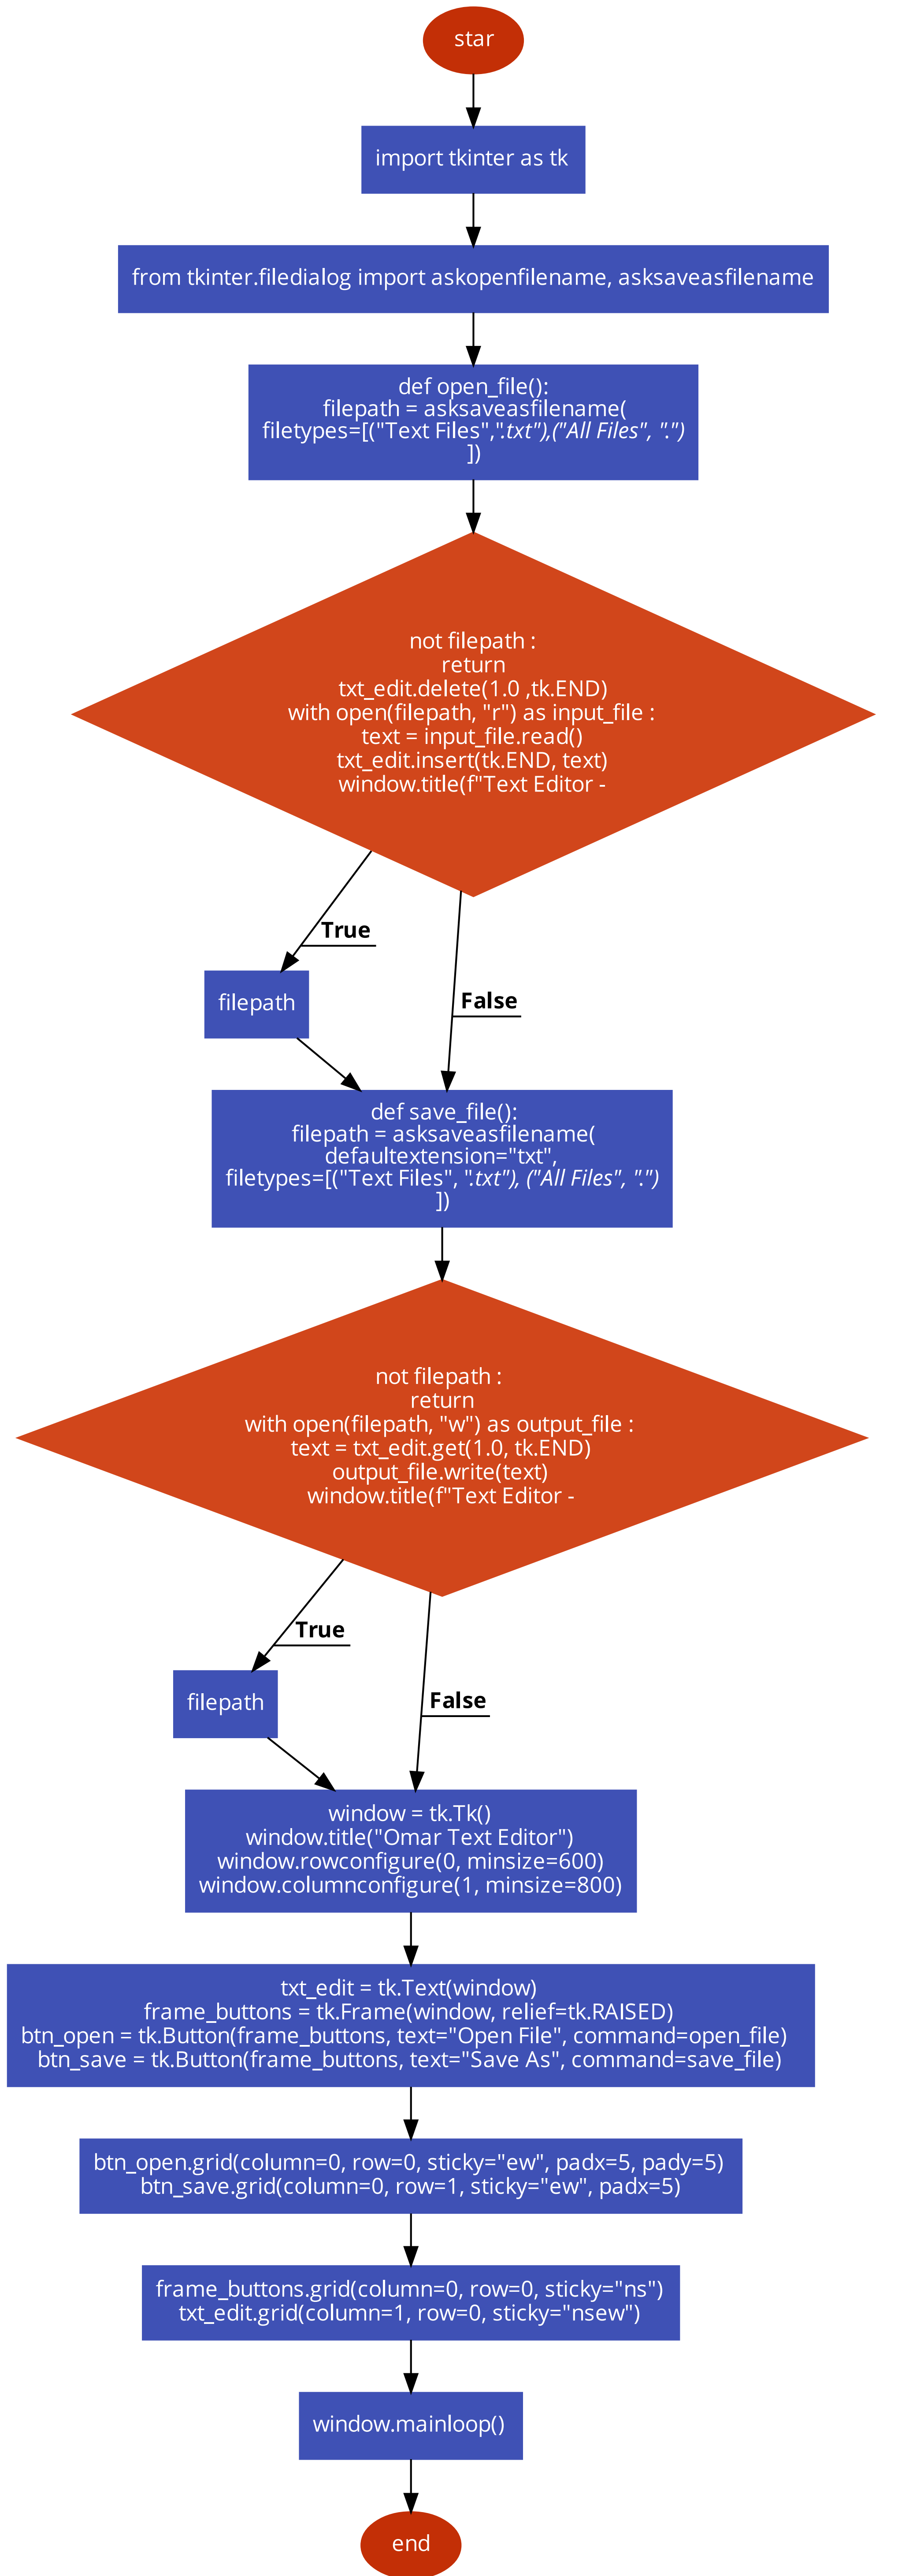 star
import tkinter as tk
from tkinter.filedialog import askopenfilename, asksaveasfilename
def open_file():
filepath = asksaveasfilename(
filetypes=[("Text Files",".txt"),("All Files", ".")
])
not filepath :
return
txt_edit.delete(1.0 ,tk.END)
with open(filepath, "r") as input_file :
text = input_file.read()
txt_edit.insert(tk.END, text)
window.title(f"Text Editor -
True
filepath
False
def save_file():
filepath = asksaveasfilename(
defaultextension="txt",
filetypes=[("Text Files", ".txt"), ("All Files", ".")
])
not filepath :
return
with open(filepath, "w") as output_file :
text = txt_edit.get(1.0, tk.END)
output_file.write(text)
window.title(f"Text Editor -
True
filepath
False
window = tk.Tk()
window.title("Omar Text Editor")
window.rowconfigure(0, minsize=600)
window.columnconfigure(1, minsize=800)
txt_edit = tk.Text(window)
frame_buttons = tk.Frame(window, relief=tk.RAISED)
btn_open = tk.Button(frame_buttons, text="Open File", command=open_file)
btn_save = tk.Button(frame_buttons, text="Save As", command=save_file)
btn_open.grid(column=0, row=0, sticky="ew", padx=5, pady=5)
btn_save.grid(column=0, row=1, sticky="ew", padx=5)
frame_buttons.grid(column=0, row=0, sticky="ns")
txt_edit.grid(column=1, row=0, sticky="nsew")
window.mainloop()
end